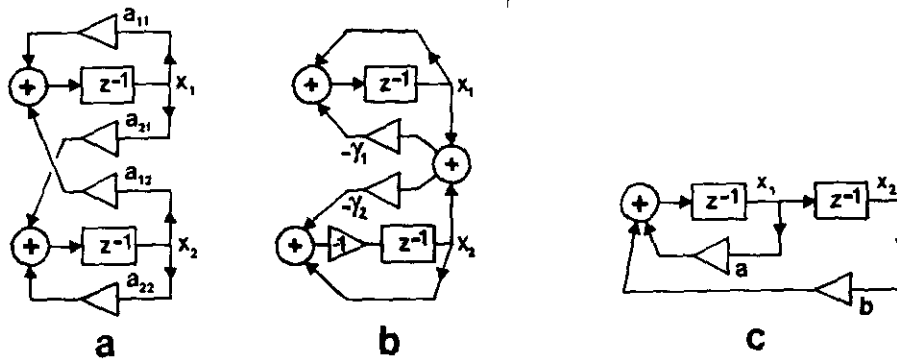 a₁₁
+
z⁻¹
x₁
a₂₁
a₁₂
+
z⁻¹
x₂
a₂₂
a
+
z⁻¹
x₁
-γ₁
+
-γ₂
+
-1
z⁻¹
x₂
b
+
z⁻¹
x₁
z⁻¹
x₂
a
b
c